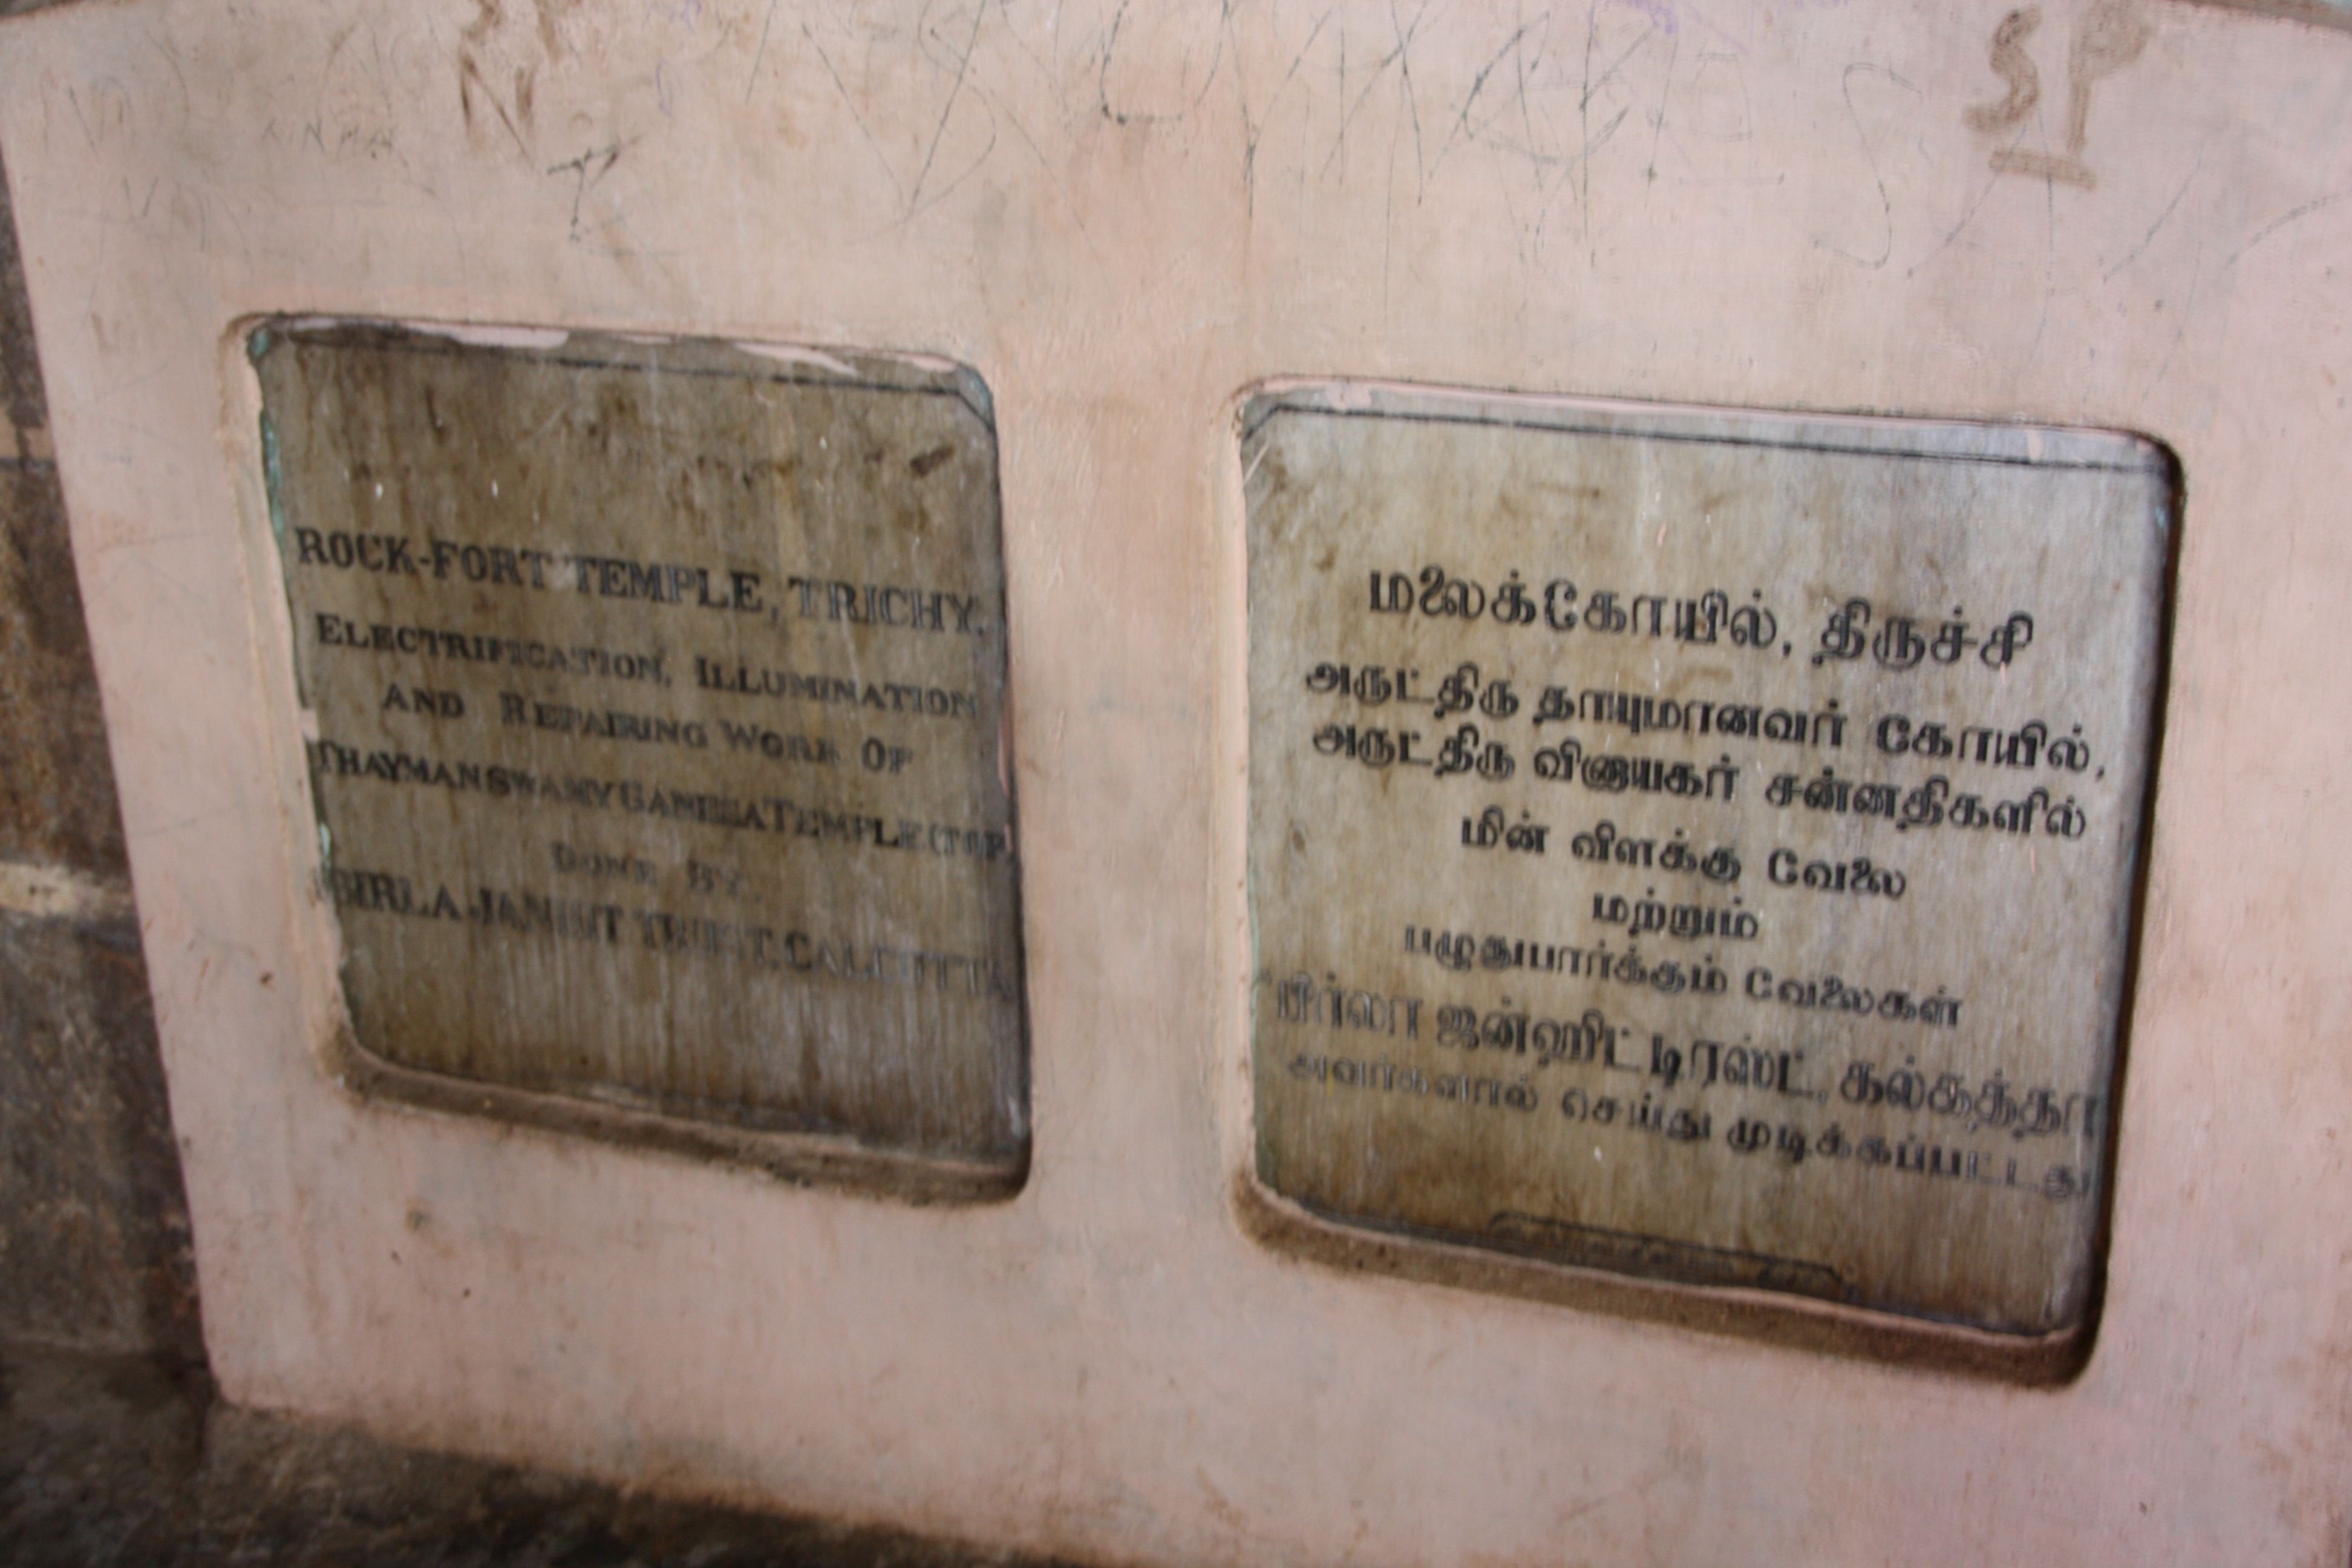 SP
ROCK-FORT TEMPLE, TRICHY.
ELECTRIFICATION, ILLUMINATION
AND REPAIRING WORK OF
THAYMANSWAMY GANESA TEMPLE (TOP)
DONE BY
BIRLA JANHIT TRUST, CALCUTTA
மலைக்கோயில், திருச்சி
அருட்திரு தாயுமானவர் கோயில்,
அருட்திரு விணாயகர் சன்னதிகளில்
மின் விளக்கு வேலை
மற்றும்
பழுதுபார்க்கும் வேலைகள்
பிர்லா ஜன்ஹிட் டிரஸ்ட், கல்கத்தா
அவர்களால் செய்து முடிக்கப்பட்டது